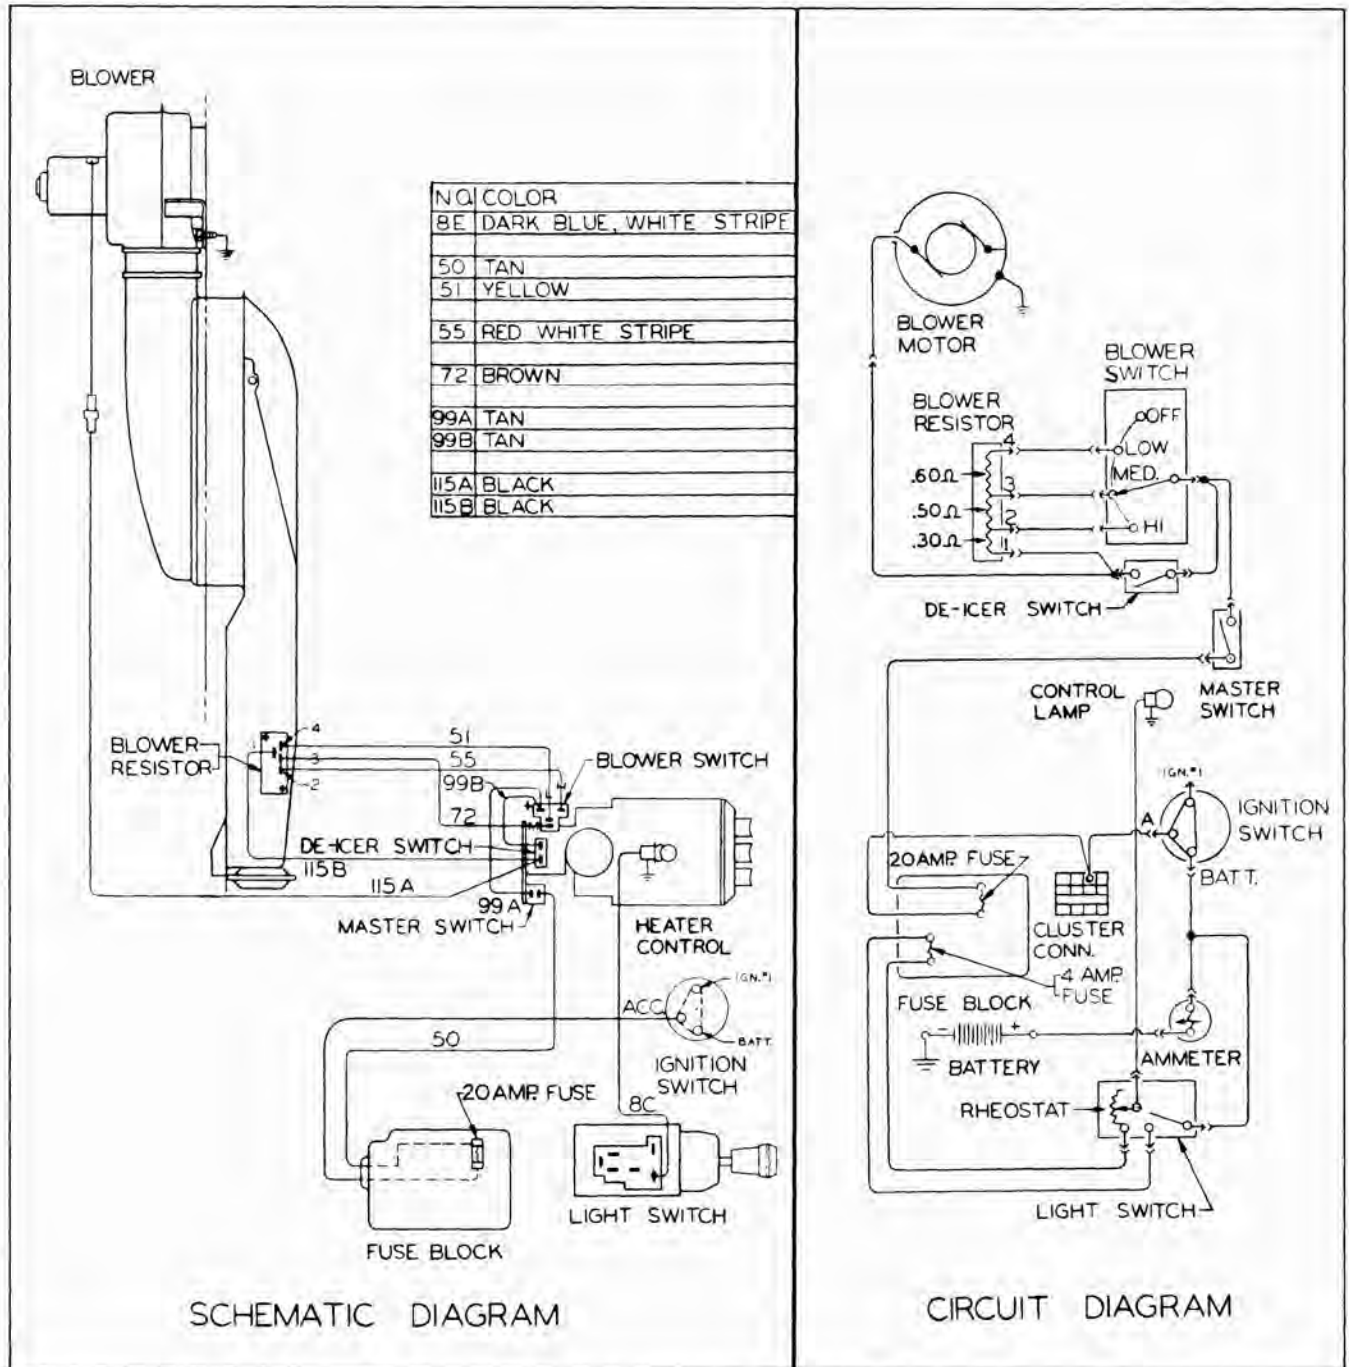 BLOWER
NO. COLOR
8E DARK BLUE, WHITE STRIPE
50 TAN
51 YELLOW
55 RED WHITE STRIPE
72 BROWN
99A TAN
99B TAN
115A BLACK
115B BLACK
BLOWER
RESISTOR
4
3
2
51
55
99B
72
BLOWER SWITCH
DE-ICER SWITCH
115B
115A
99A
MASTER SWITCH
HEATER
CONTROL
IGN. #1
ACC.
BATT.
IGNITION
SWITCH
50
20 AMP. FUSE
8C
LIGHT SWITCH
FUSE BLOCK
SCHEMATIC DIAGRAM
BLOWER
MOTOR
BLOWER
SWITCH
BLOWER
RESISTOR
OFF
4
LOW
.60Ω
MED.
3
.50Ω
2
HI
.30Ω
1
DE-ICER SWITCH
CONTROL
LAMP
MASTER
SWITCH
IGN. #1
A
IGNITION
SWITCH
BATT.
20 AMP. FUSE
CLUSTER
CONN.
4 AMP.
FUSE
FUSE BLOCK
- +
BATTERY
AMMETER
RHEOSTAT
LIGHT SWITCH
CIRCUIT DIAGRAM